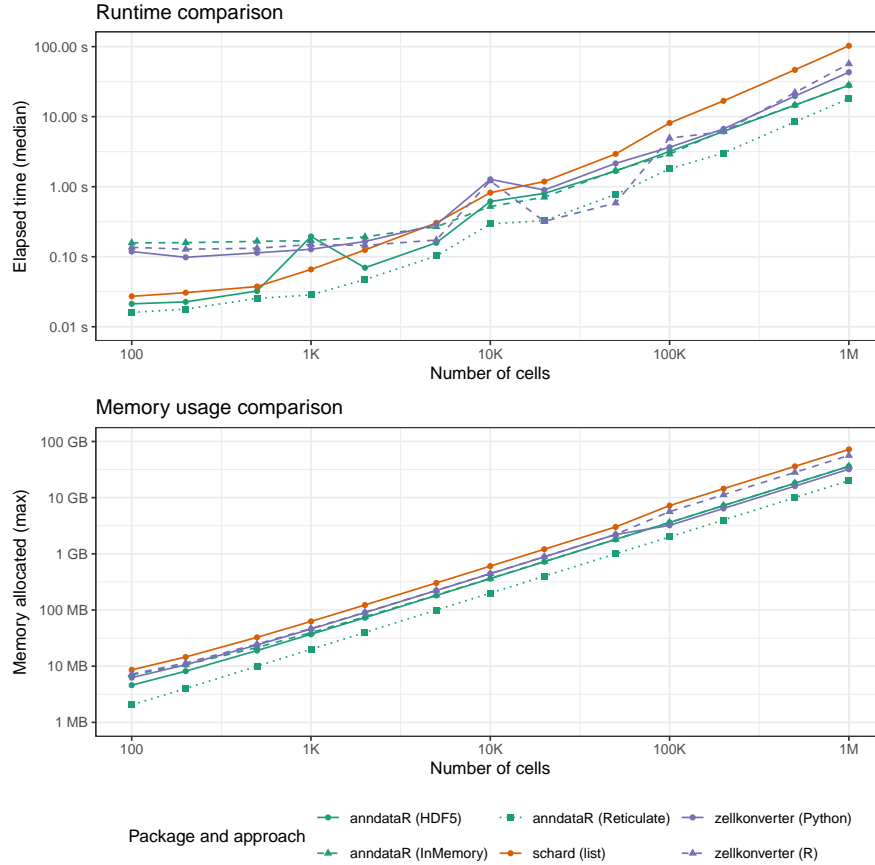 Runtime comparison
Elapsed time (median)
100.00 s
10.00 s
1.00 s
0.10 s
0.01 s
100 1K 10K 100K 1M
Number of cells
Memory usage comparison
Memory allocated (max)
100 GB
10 GB
1 GB
100 MB
10 MB
1 MB
100 1K 10K 100K 1M
Number of cells
Package and approach
anndataR (HDF5) anndataR (Reticulate) zellkonverter (Python)
anndataR (InMemory) schard (list) zellkonverter (R)